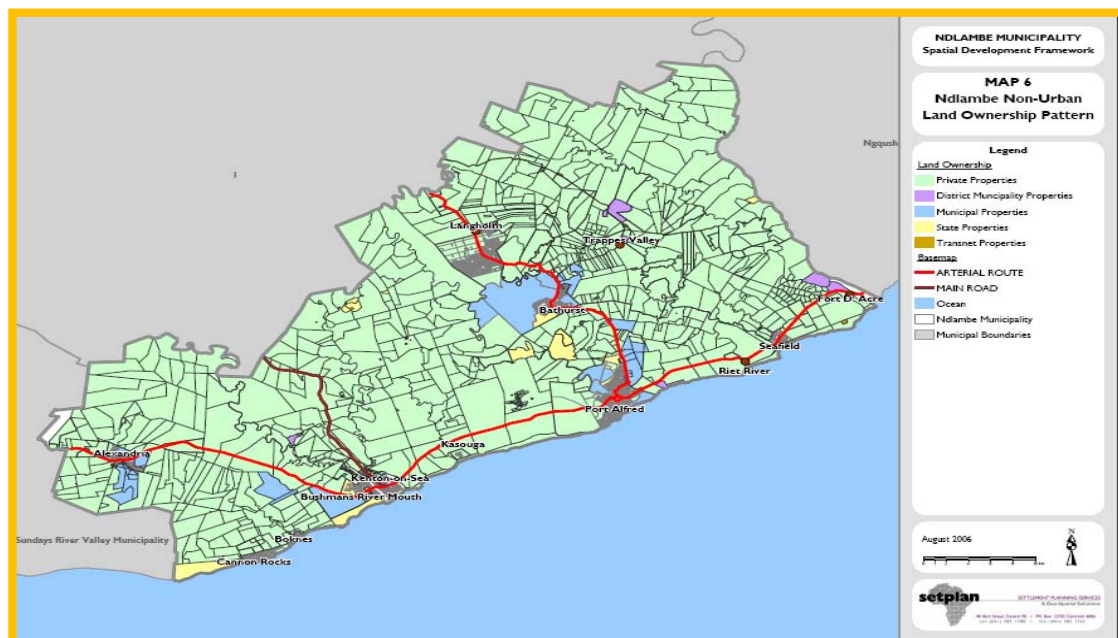 NDLAMBE MUNICIPALITY
Spatial Development Framework
MAP 6
Ndlambe Non-Urban
Land Ownership Pattern
Legend
Land Ownership
Private Properties
District Muncipality Properties
Municipal Properties
State Properties
Transnet Properties
Basemap
ARTERIAL ROUTE
MAIN ROAD
Ocean
Ndlambe Municipality
Municipal Boundaries
Ngqush
Langholm
Trappes Valley
Fort D. Acre
Bathurst
Seafield
Riet River
Port Alfred
Kasouga
Alexandria
Kenton-on-Sea
Bushmans River Mouth
Sundays River Valley Municipality
Boknes
Cannon Rocks
August 2006
N
setplan
SETTLEMENT PLANNING SERVICES